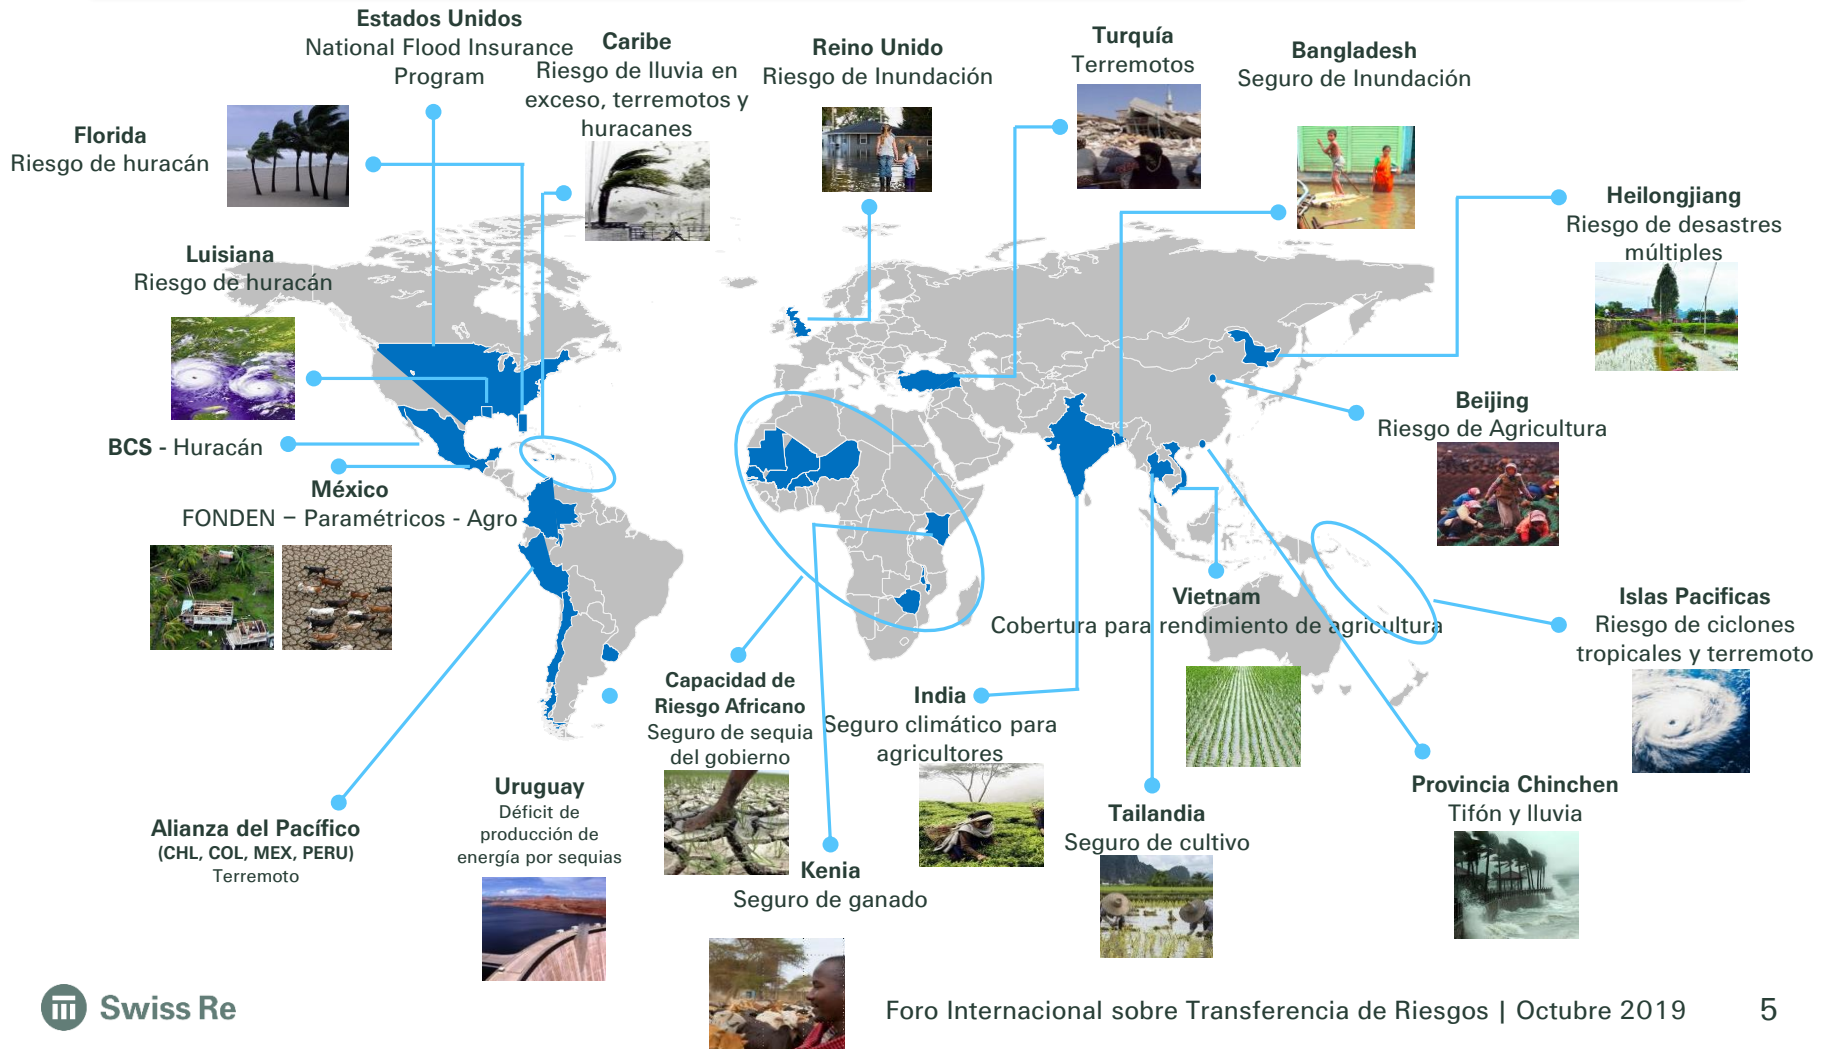 Estados Unidos
National Flood Insurance
Program
Caribe
Riesgo de lluvia en
exceso, terremotos y
huracanes
Reino Unido
Riesgo de Inundación
Turquía
Terremotos
Bangladesh
Seguro de Inundación
Florida
Riesgo de huracán
Heilongjiang
Riesgo de desastres
múltiples
Luisiana
Riesgo de huracán
Beijing
Riesgo de Agricultura
BCS - Huracán
México
FONDEN – Paramétricos - Agro
Vietnam
Cobertura para rendimiento de agricultura
Islas Pacificas
Riesgo de ciclones
tropicales y terremoto
Capacidad de
Riesgo Africano
Seguro de sequia
del gobierno
India
Seguro climático para
agricultores
Provincia Chinchen
Tifón y lluvia
Uruguay
Déficit de
producción de
energía por sequias
Tailandia
Seguro de cultivo
Alianza del Pacífico
(CHL, COL, MEX, PERU)
Terremoto
Kenia
Seguro de ganado
Swiss Re
Foro Internacional sobre Transferencia de Riesgos | Octubre 2019
5